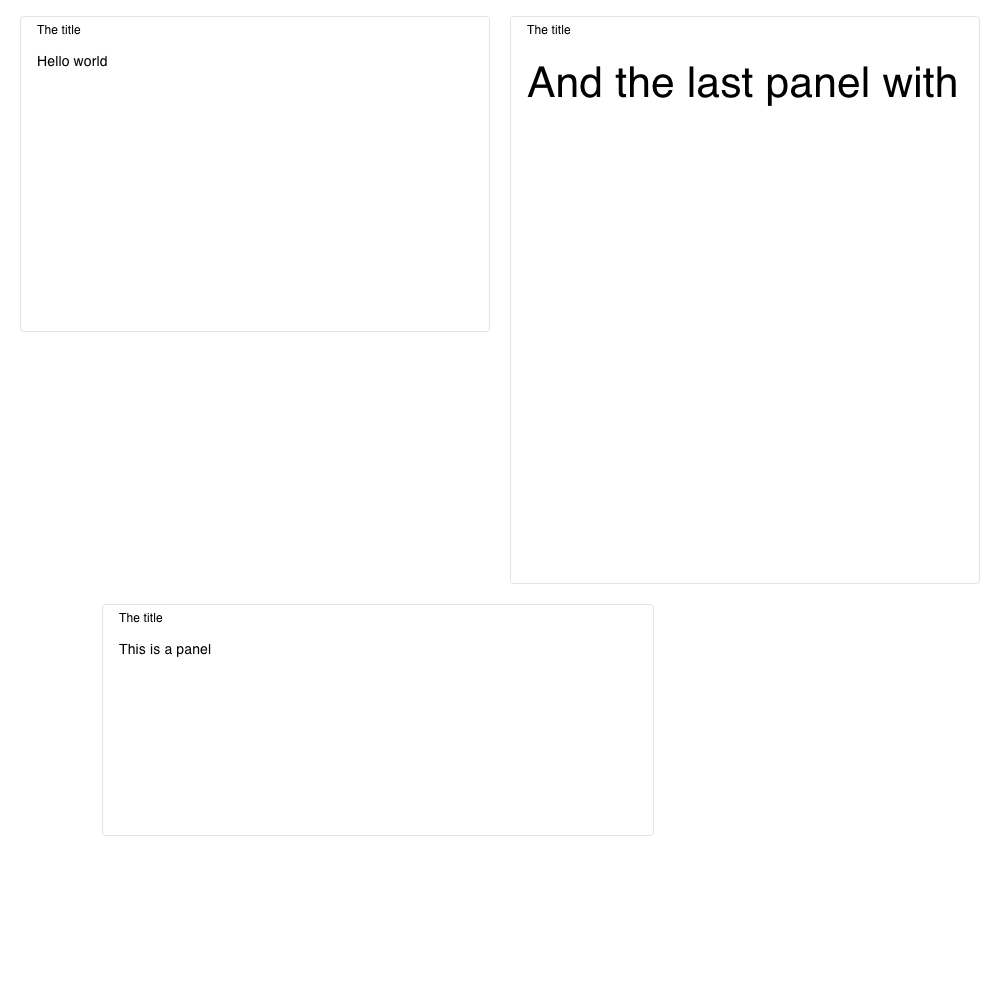 The title
Hello world
The title
And the last panel with
The title
This is a panel